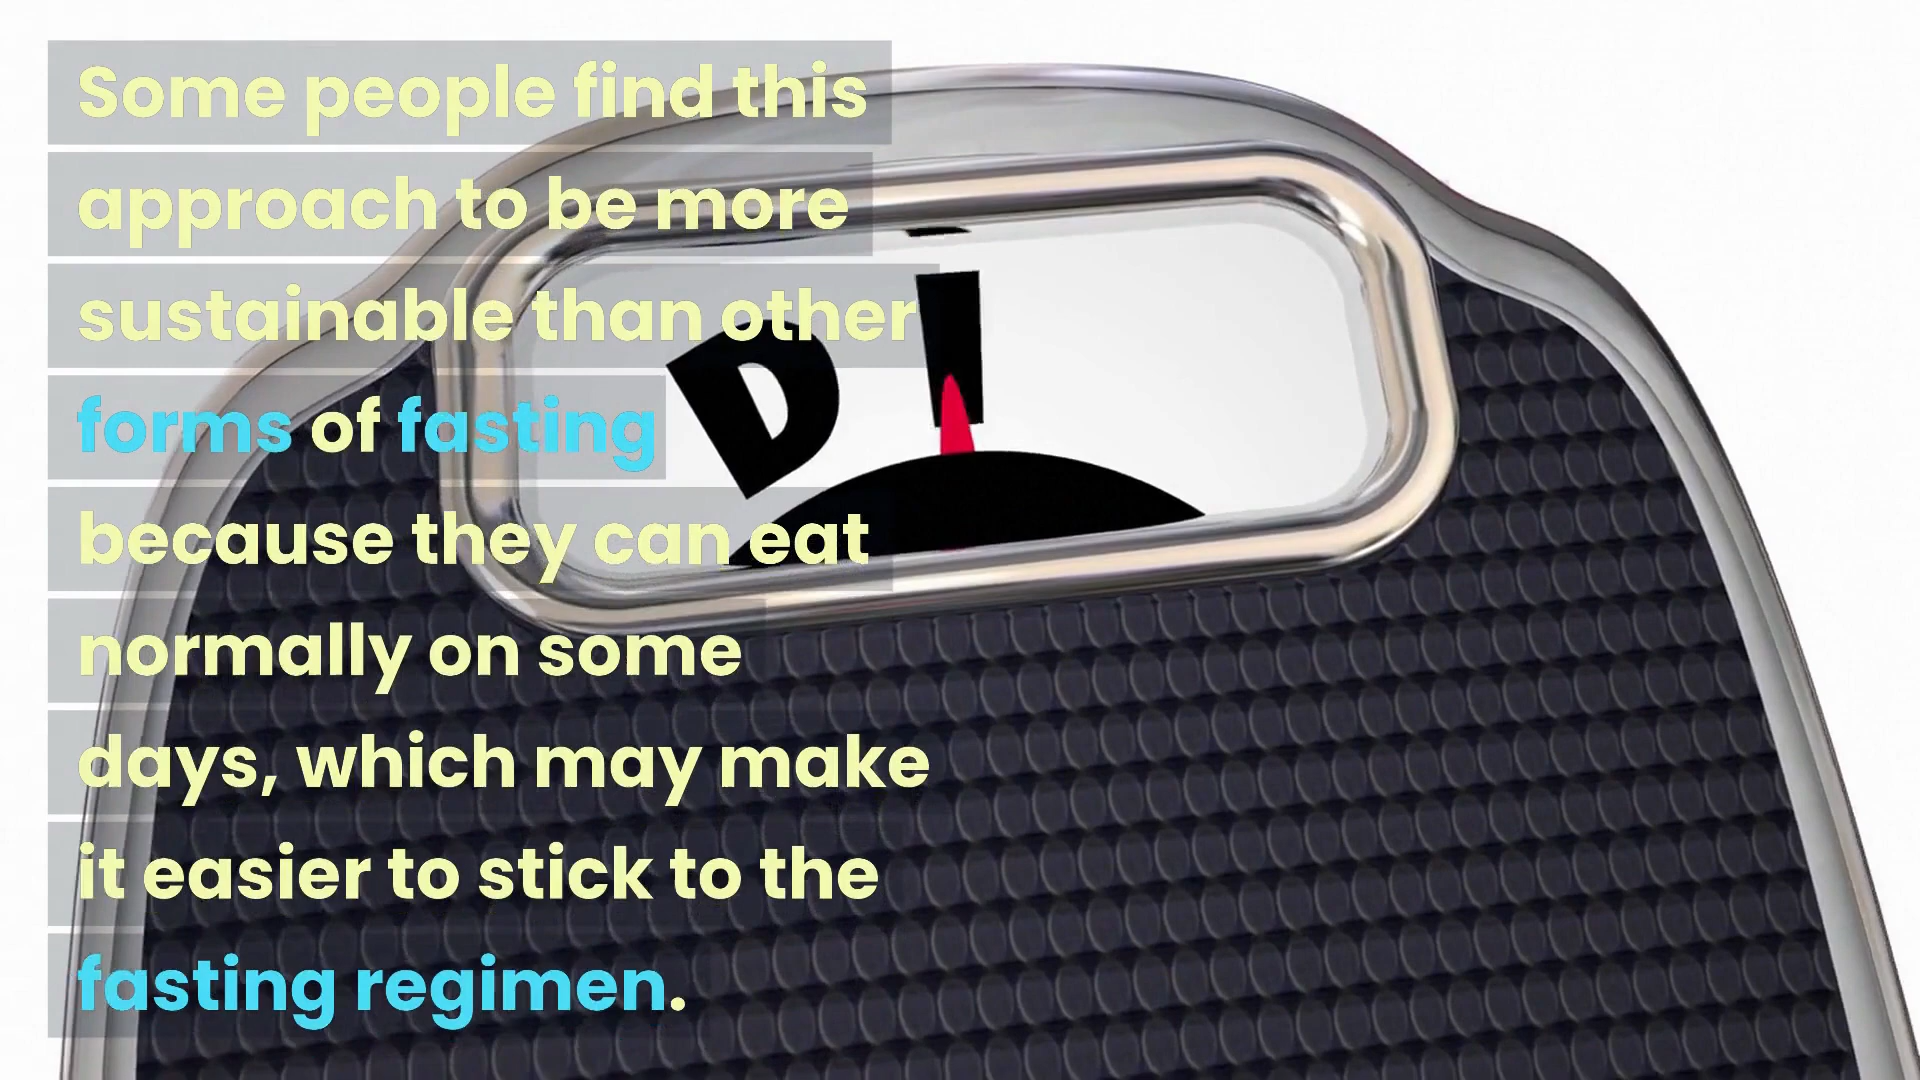 Some people find this
approach to be more
sustainable than other
forms of fasting
because they can eat
normally on some
days, which may make
it easier to stick to the
fasting regimen.
D !